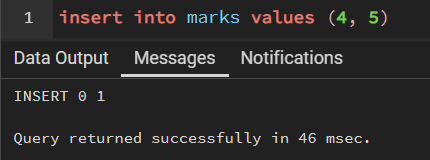 1 insert into marks values (4, 5)
Data Output Messages Notifications
INSERT 0 1
Query returned successfully in 46 msec.